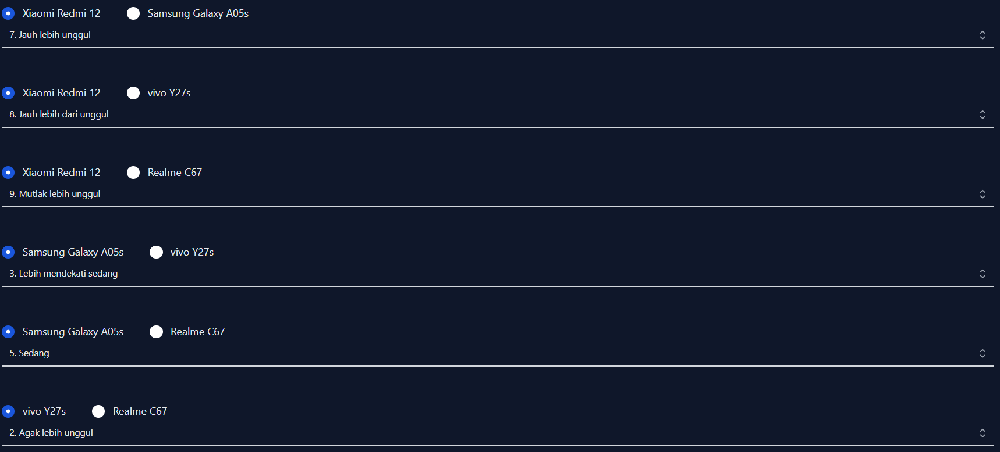 Xiaomi Redmi 12 Samsung Galaxy A05s
7. Jauh lebih unggul
Xiaomi Redmi 12 vivo Y27s
8. Jauh lebih dari unggul
Xiaomi Redmi 12 Realme C67
9. Mutlak lebih unggul
Samsung Galaxy A05s vivo Y27s
3. Lebih mendekati sedang
Samsung Galaxy A05s Realme C67
5. Sedang
vivo Y27s Realme C67
2. Agak lebih unggul